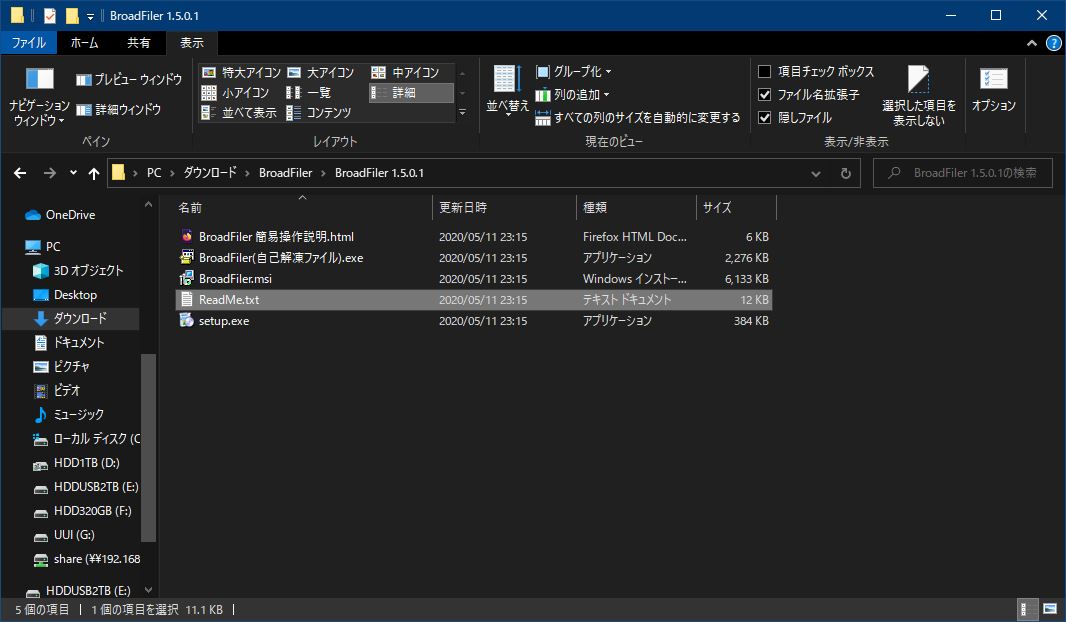 BroadFiler 1.5.0.1
ファイル ホーム 共有 表示
ナビゲーション ウィンドウ
プレビュー ウィンドウ
詳細ウィンドウ
ペイン
特大アイコン 大アイコン 中アイコン
小アイコン 一覧 詳細
並べて表示 コンテンツ
レイアウト
並べ替え
グループ化
列の追加
すべての列のサイズを自動的に変更する
現在のビュー
項目チェック ボックス
ファイル名拡張子
隠しファイル
選択した項目を
表示しない
表示/非表示
オプション
PC › ダウンロード › BroadFiler › BroadFiler 1.5.0.1
BroadFiler 1.5.0.1の検索
OneDrive
PC
3D オブジェクト
Desktop
ダウンロード
ドキュメント
ピクチャ
ビデオ
ミュージック
ローカル ディスク (C
HDD1TB (D:)
HDDUSB2TB (E:)
HDD320GB (F:)
UUI (G:)
share (¥¥192.168
HDDUSB2TB (E:)
名前 更新日時 種類 サイズ
BroadFiler 簡易操作説明.html 2020/05/11 23:15 Firefox HTML Doc... 6 KB
BroadFiler(自己解凍ファイル).exe 2020/05/11 23:15 アプリケーション 2,276 KB
BroadFiler.msi 2020/05/11 23:15 Windows インストー... 6,133 KB
ReadMe.txt 2020/05/11 23:15 テキスト ドキュメント 12 KB
setup.exe 2020/05/11 23:15 アプリケーション 384 KB
5 個の項目 1 個の項目を選択 11.1 KB